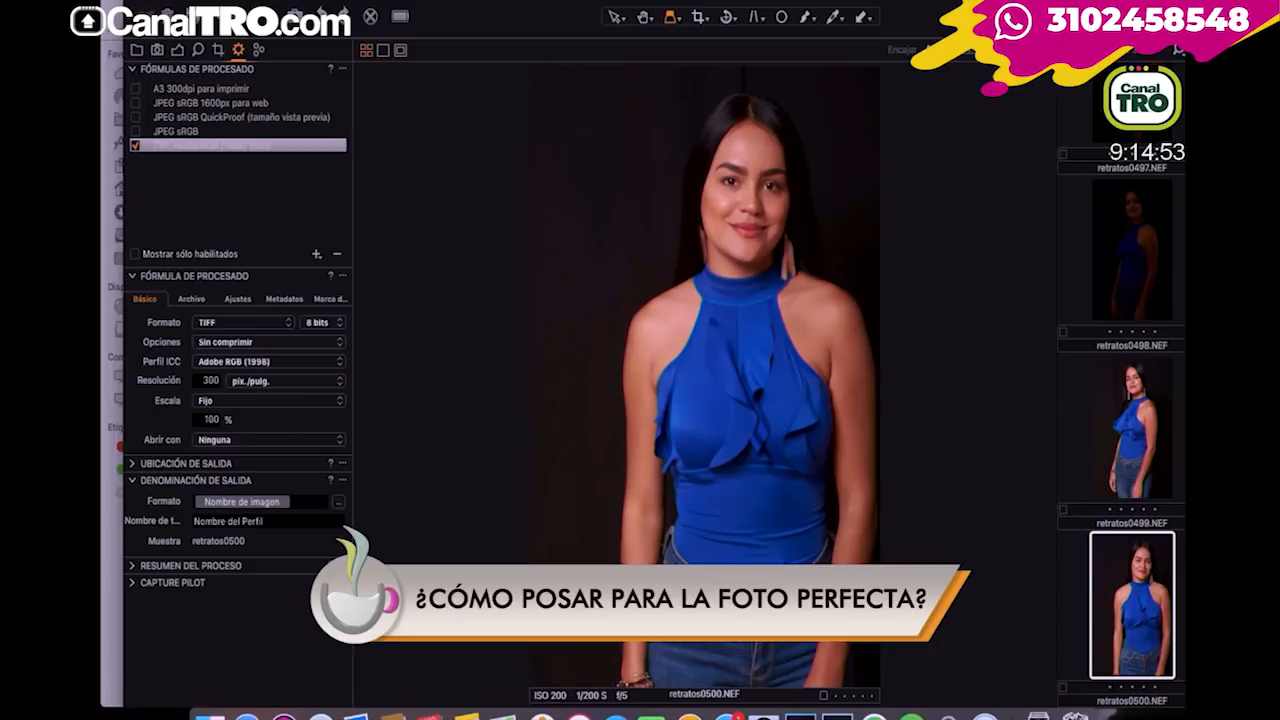 CanalTRO.com
3102458548
Canal
TRO
9:14:53
Encajar
FÓRMULAS DE PROCESADO
A3 300dpi para imprimir
JPEG sRGB 1600px para web
JPEG sRGB QuickProof (tamaño vista previa)
JPEG sRGB
Mostrar sólo habilitados
FÓRMULA DE PROCESADO
Básico Archivo Ajustes Metadatos Marca d...
Formato TIFF 8 bits
Opciones Sin comprimir
Perfil ICC Adobe RGB (1998)
Resolución 300 píx./pulg.
Escala Fijo
100 %
Abrir con Ninguna
UBICACIÓN DE SALIDA
DENOMINACIÓN DE SALIDA
Formato Nombre de imagen
Nombre de t... Nombre del Perfil
Muestra retratos0500
RESUMEN DEL PROCESO
CAPTURE PILOT
retratos0497.NEF
retratos0498.NEF
retratos0499.NEF
retratos0500.NEF
¿CÓMO POSAR PARA LA FOTO PERFECTA?
ISO 200 1/200 S f/5 retratos0500.NEF